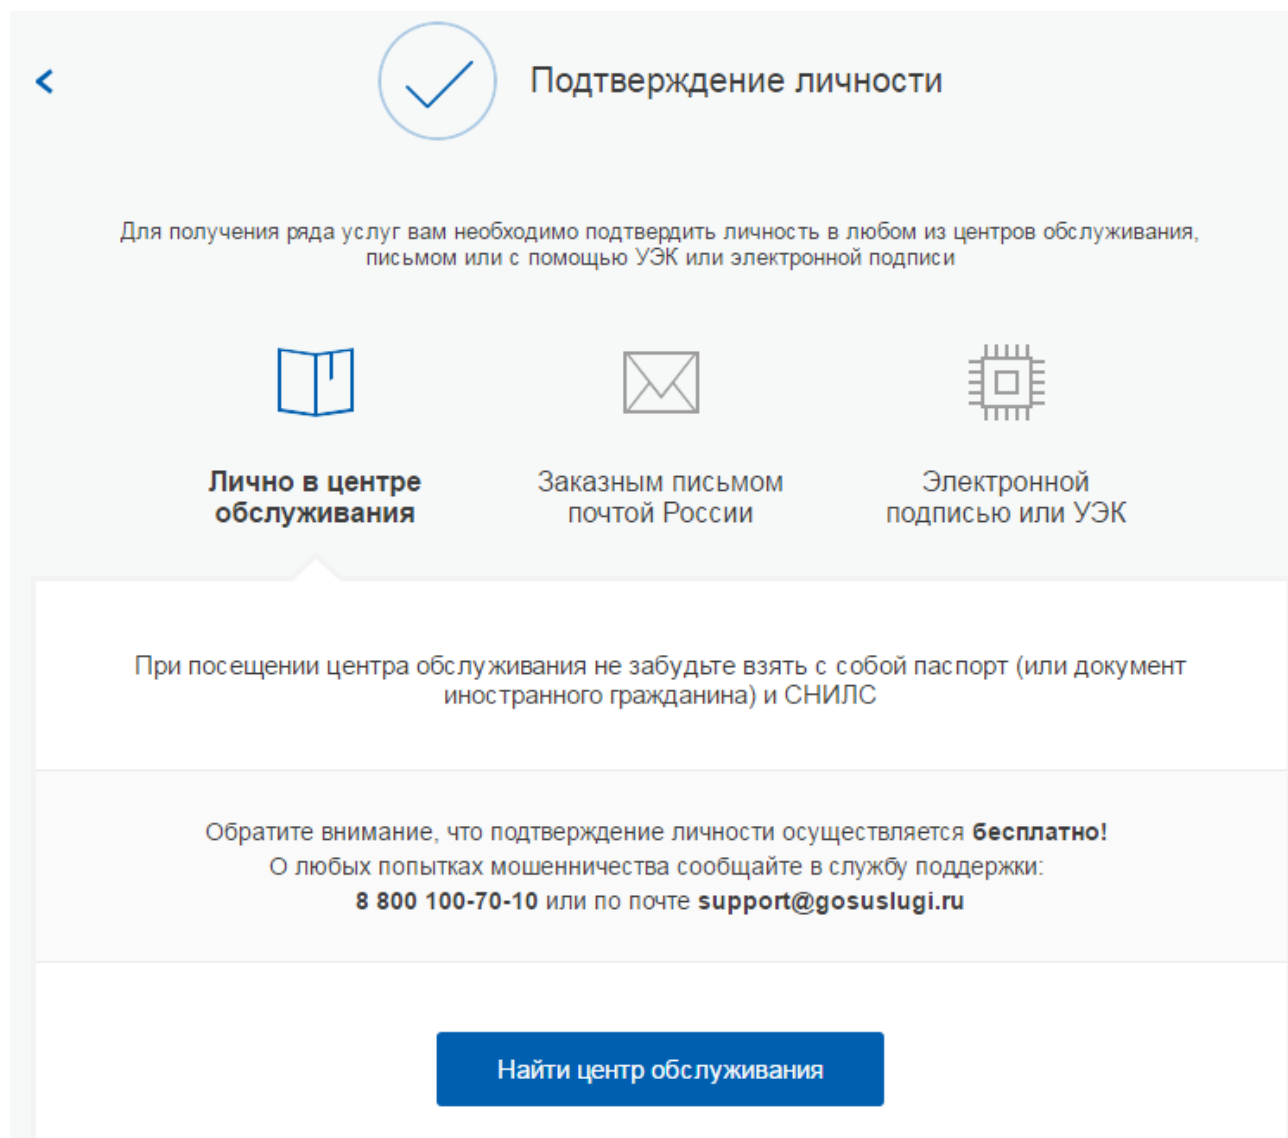 Подтверждение личности
Для получения ряда услуг вам необходимо подтвердить личность в любом из центров обслуживания,
письмом или с помощью УЭК или электронной подписи
Лично в центре
обслуживания
Заказным письмом
почтой России
Электронной
подписью или УЭК
При посещении центра обслуживания не забудьте взять с собой паспорт (или документ
иностранного гражданина) и СНИЛС
Обратите внимание, что подтверждение личности осуществляется бесплатно!
О любых попытках мошенничества сообщайте в службу поддержки:
8 800 100-70-10 или по почте support@gosuslugi.ru
Найти центр обслуживания